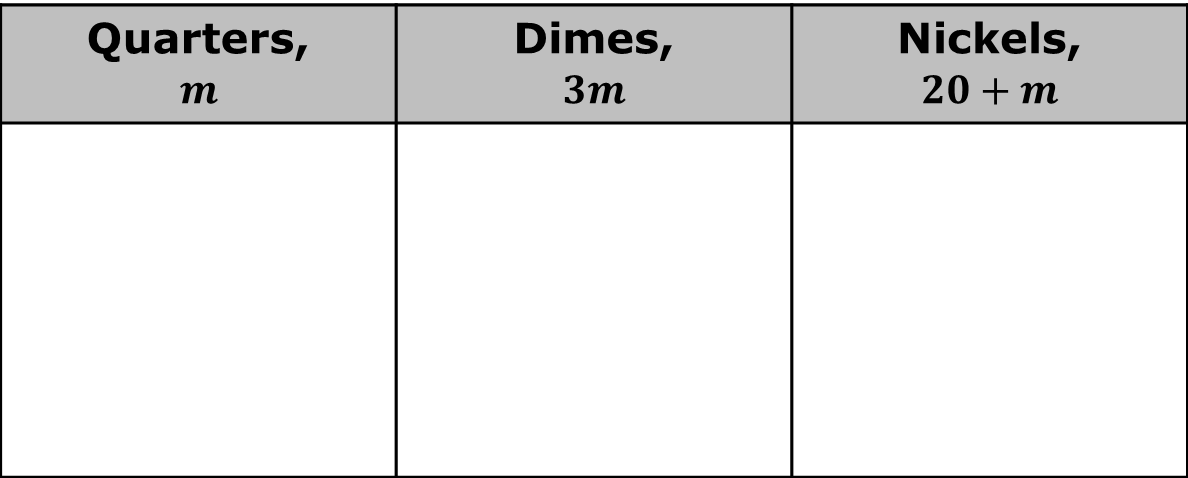 Quarters,
m
Dimes,
3m
Nickels,
20 + m